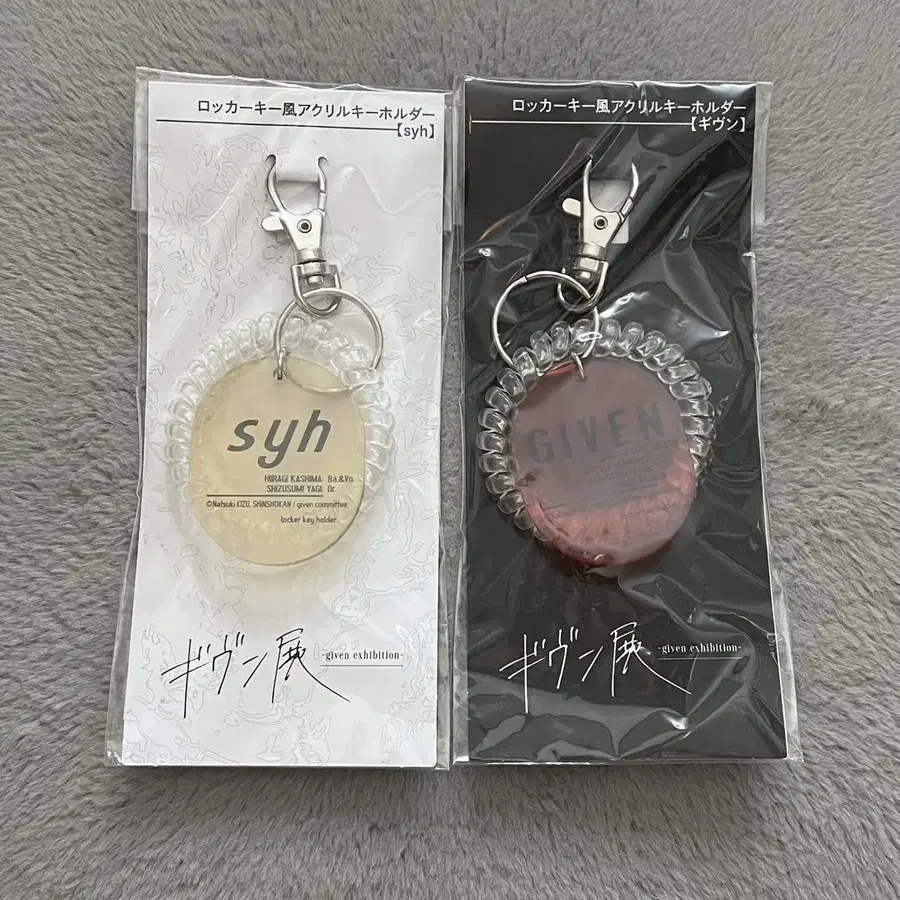 ロッカーキー風アクリルキーホルダー
【syh】
syh
HIIRAGI KASHIMA Ba.&Vo.
SHIZUSUMI YAGI Dr.
©Natsuki KIZU, SHINSHOKAN / given committee
locker key holder
ギヴン展 -given exhibition-
ロッカーキー風アクリルキーホルダー
【ギヴン】
GIVEN
ギヴン展 -given exhibition-